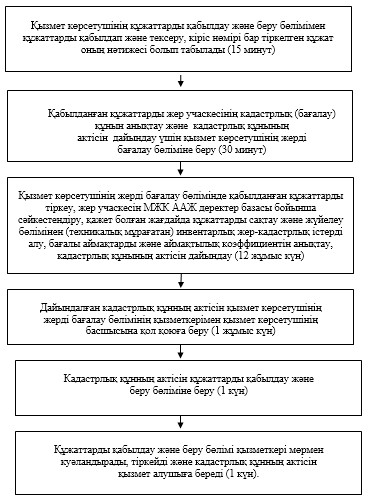 Қызмет көрсетушінің құжаттарды қабылдау және беру бөлімімен
құжаттарды қабылдап және тексеру, кіріс нөмірі бар тіркелген құжат
оның нәтижесі болып табылады (15 минут)
Қабылданған құжаттарды жер учаскесінің кадастрлық (бағалау)
құнын анықтау және кадастрлық құнының
актісін дайындау үшін қызмет көрсетушінің жерді
бағалау бөліміне беру (30 минут)
Қызмет көрсетушінің жерді бағалау бөлімінде қабылданған құжаттарды
тіркеу, жер учаскесін МЖК ААЖ деректер базасы бойынша
сәйкестендіру, қажет болған жағдайда құжаттарды сақтау және жүйелеу
бөлімінен (техникалық мұрағатан) инвентарлық жер-кадастрлық істерді
алу, бағалы аймақтарды және аймақтылық коэффициентін анықтау,
кадастрлық құнының актісін дайындау (12 жұмыс күн)
Дайындалған кадастрлық құнның актісін қызмет көрсетушінің
жерді бағалау бөлімінің қызметкерімен қызмет көрсетушінің
басшысына қол қоюға беру (1 жұмыс күн)
Кадастрлық құнның актісін құжаттарды қабылдау және
беру бөліміне беру (1 күн)
Құжаттарды қабылдау және беру бөлімі қызметкері мөрмен
куәландырады, тіркейді және кадастрлық құнның актісін
қызмет алушыға береді (1 күн).